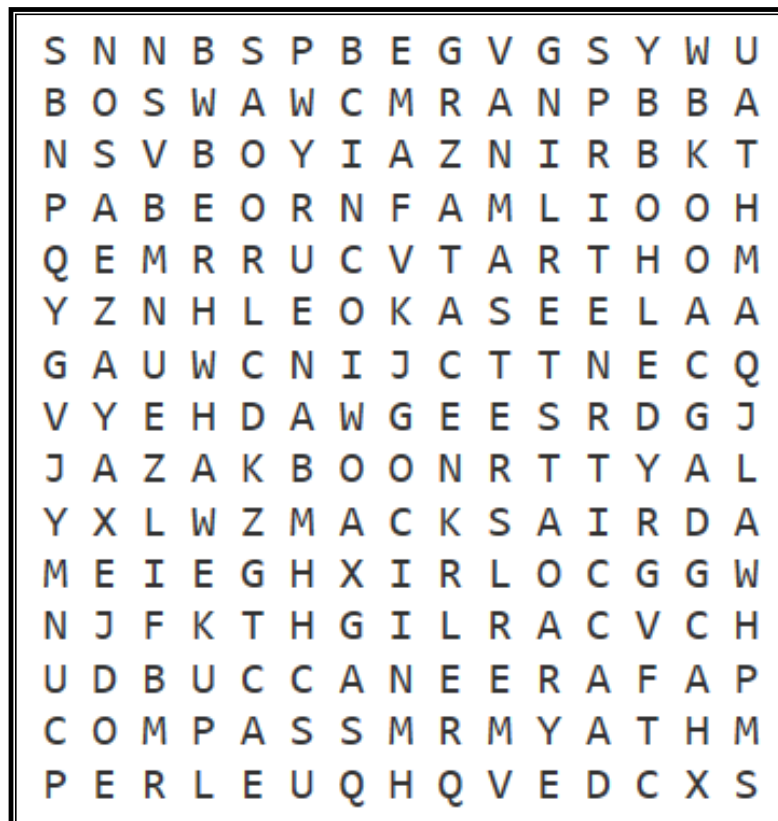 S N N B S P B E G V G S Y W U
B O S W A W C M R A N P B B A
N S V B O Y I A Z N I R B K T
P A B E O R N F A M L I O O H
Q E M R R U C V T A R T H O M
Y Z N H L E O K A S E E L A A
G A U W C N I J C T T N E C Q
V Y E H D A W G E E S R D G J
J A Z A K B O O N R T T Y A L
Y X L W Z M A C K S A I R D A
M E I E G H X I R L O C G G W
N J F K T H G I L R A C V C H
U D B U C C A N E E R A F A P
C O M P A S S M R M Y A T H M
P E R L E U Q H Q V E D C X S